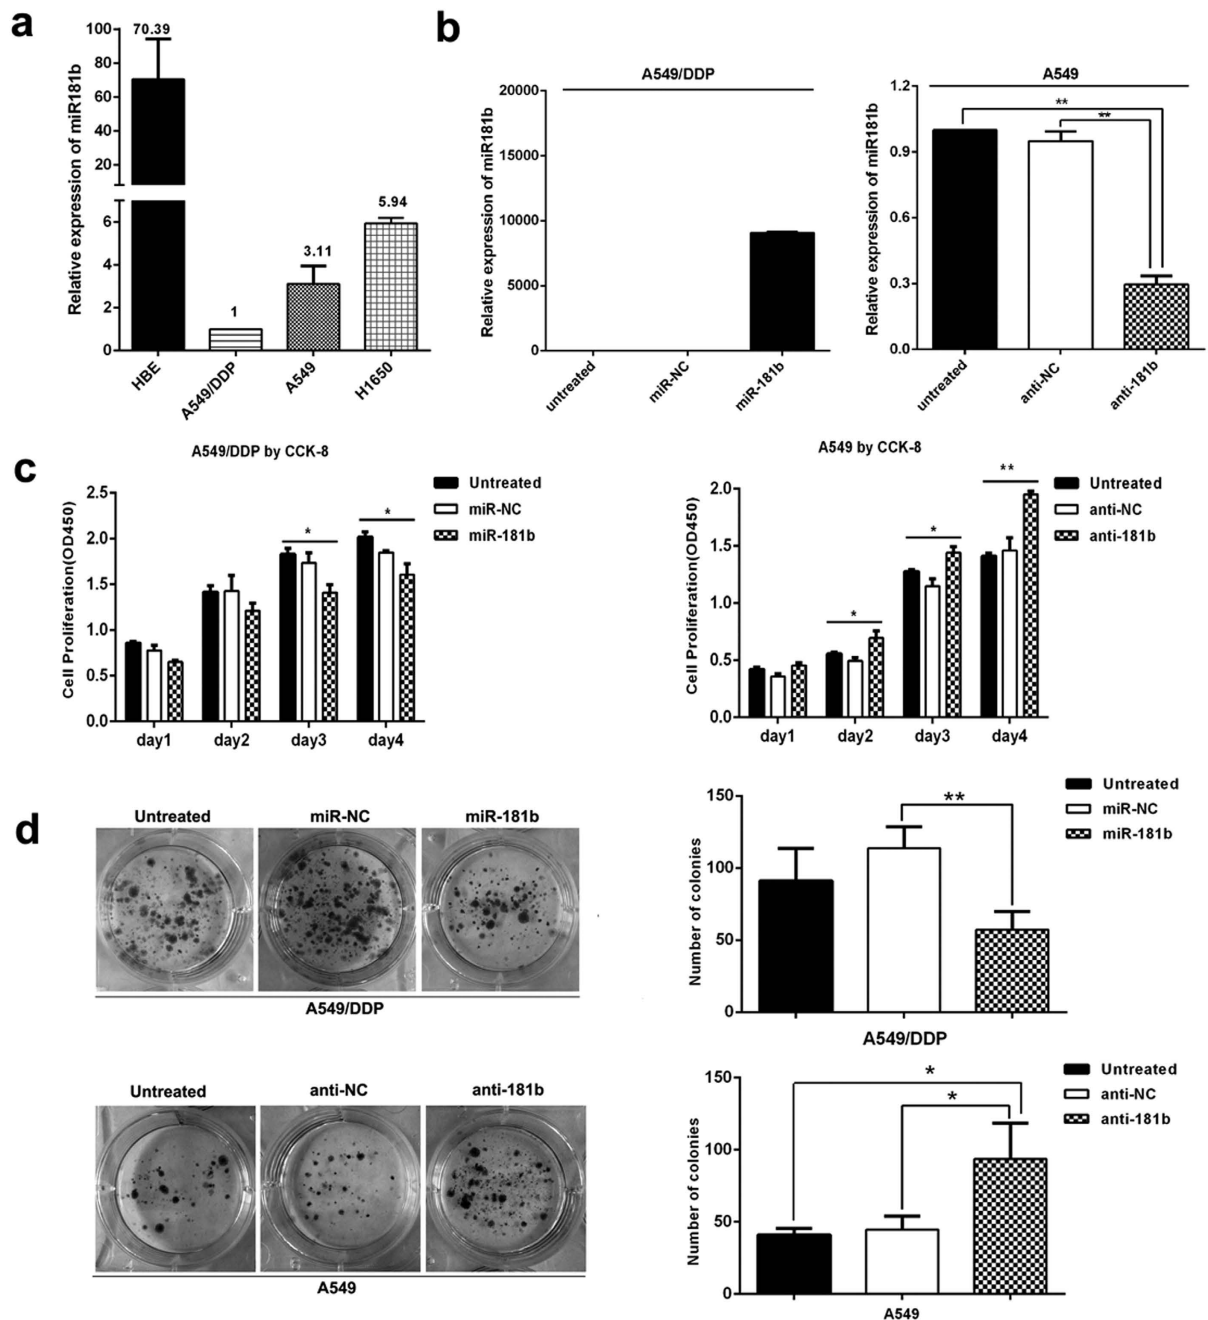 a
Relative expression of miR181b
100
80
60
40
20
6
4
2
0
70.39
1
3.11
5.94
HBE
A549/DDP
A549
H1650
b
A549/DDP
Relative expression of miR181b
20000
15000
10000
5000
0
untreated
miR-NC
miR-181b
A549
Relative expression of miR181b
1.2
0.9
0.6
0.3
0.0
**
**
untreated
anti-NC
anti-181b
c
A549/DDP by CCK-8
Cell Proliferation(OD450)
2.5
2.0
1.5
1.0
0.5
0.0
*
*
day1
day2
day3
day4
Untreated
miR-NC
miR-181b
A549 by CCK-8
Cell Proliferation(OD450)
2.0
1.5
1.0
0.5
0.0
*
*
**
day1
day2
day3
day4
Untreated
anti-NC
anti-181b
d
Untreated
miR-NC
miR-181b
A549/DDP
Number of colonies
150
100
50
0
**
A549/DDP
Untreated
miR-NC
miR-181b
Untreated
anti-NC
anti-181b
A549
Number of colonies
150
100
50
0
*
*
A549
Untreated
anti-NC
anti-181b